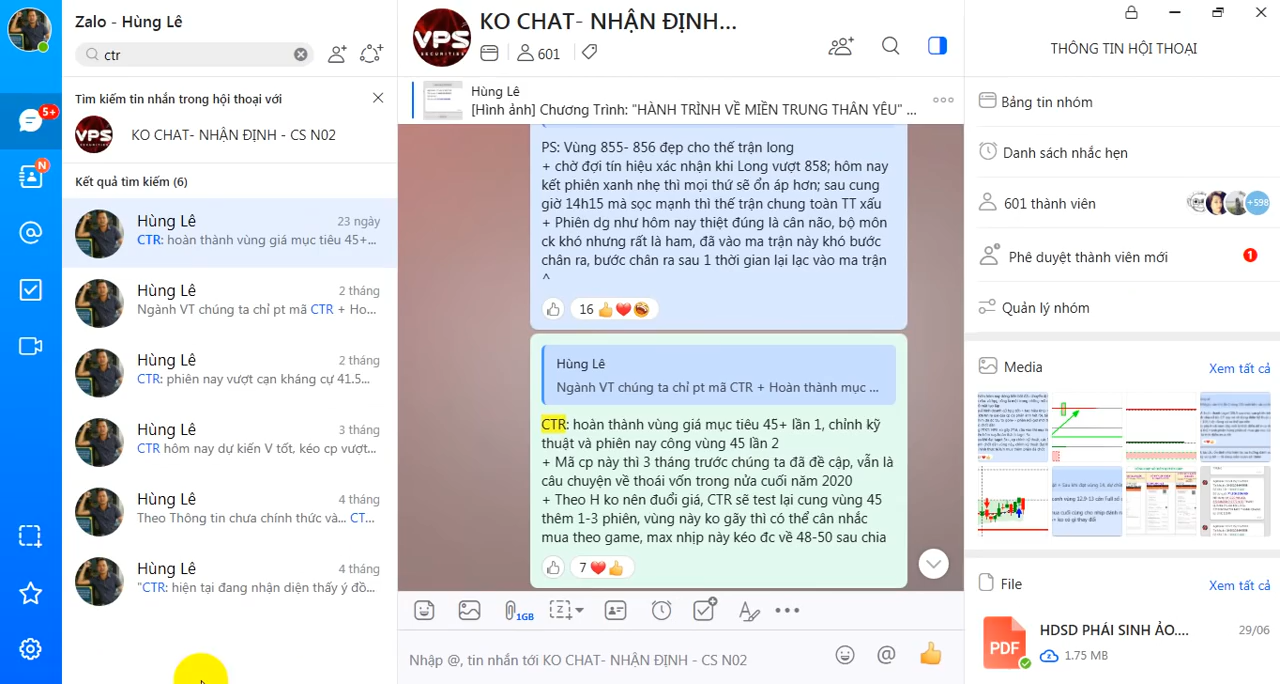 Zalo - Hùng Lê
ctr
5+
N
Tìm kiếm tin nhắn trong hội thoại với
VPS
KO CHAT- NHẬN ĐỊNH - CS N02
Kết quả tìm kiếm (6)
Hùng Lê
23 ngày
CTR: hoàn thành vùng giá mục tiêu 45+...
Hùng Lê
2 tháng
Ngành VT chúng ta chỉ pt mã CTR + Ho...
Hùng Lê
2 tháng
CTR: phiên nay vượt cạn kháng cự 41.5...
Hùng Lê
3 tháng
CTR hôm nay dự kiến V tốt, kéo cp vượt...
Hùng Lê
4 tháng
Theo Thông tin chưa chính thức và... CT...
Hùng Lê
4 tháng
"CTR: hiện tại đang nhận diện thấy ý đồ...
VPS
SECURITIES
KO CHAT- NHẬN ĐỊNH...
601
Hùng Lê
[Hình ảnh] Chương Trình: "HÀNH TRÌNH VỀ MIỀN TRUNG THÂN YÊU" ...
PS: Vùng 855- 856 đẹp cho thế trận long
+ chờ đợi tín hiệu xác nhận khi Long vượt 858; hôm nay
kết phiên xanh nhẹ thì mọi thứ sẽ ổn áp hơn; sau cung
giờ 14h15 mà sọc mạnh thì thế trận chung toàn TT xấu
+ Phiên dg như hôm nay thiệt đúng là cân não, bộ môn
ck khó nhưng rất là ham, đã vào ma trận này khó bước
chân ra, bước chân ra sau 1 thời gian lại lạc vào ma trận
^
16
Hùng Lê
Ngành VT chúng ta chỉ pt mã CTR + Hoàn thành mục ...
CTR: hoàn thành vùng giá mục tiêu 45+ lần 1, chỉnh kỹ
thuật và phiên nay công vùng 45 lần 2
+ Mã cp này thì 3 tháng trước chúng ta đã đề cập, vẫn là
câu chuyện về thoái vốn trong nửa cuối năm 2020
+ Theo H ko nên đuổi giá, CTR sẽ test lại cung vùng 45
thêm 1-3 phiên, vùng này ko gãy thì có thể cân nhắc
mua theo game, max nhịp này kéo đc về 48-50 sau chia
7
1GB
Nhập @, tin nhắn tới KO CHAT- NHẬN ĐỊNH - CS N02
THÔNG TIN HỘI THOẠI
Bảng tin nhóm
Danh sách nhắc hẹn
601 thành viên
+598
Phê duyệt thành viên mới
1
Quản lý nhóm
Media
Xem tất cả
File
Xem tất cả
PDF
HDSD PHÁI SINH ẢO....
29/06
1.75 MB